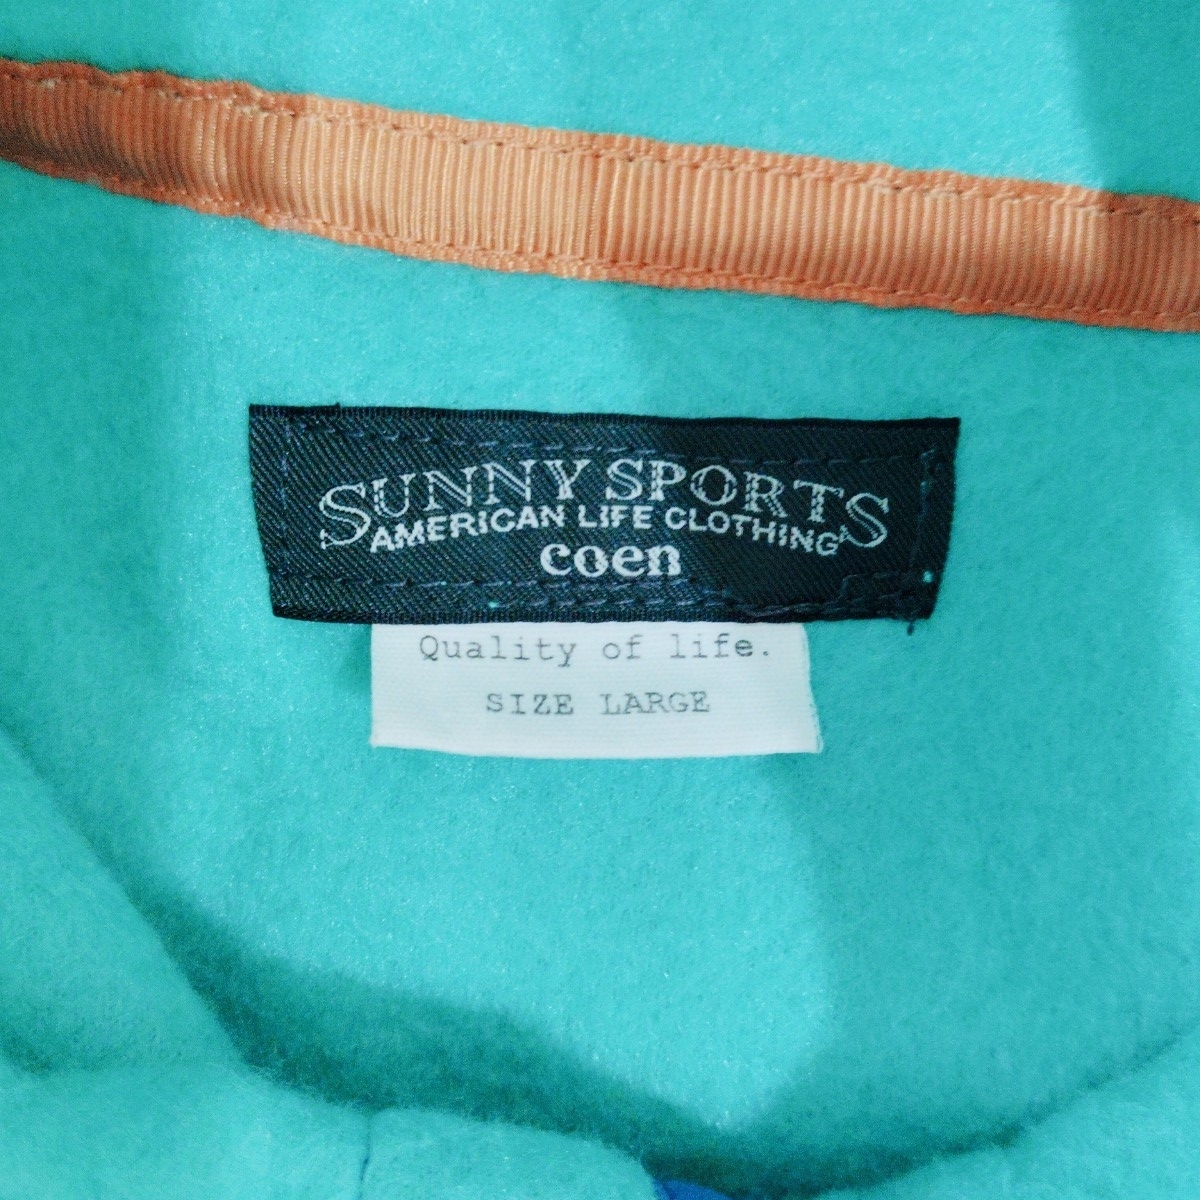 SUNNY SPORTS
AMERICAN LIFE CLOTHING
coen
Quality of life.
SIZE LARGE